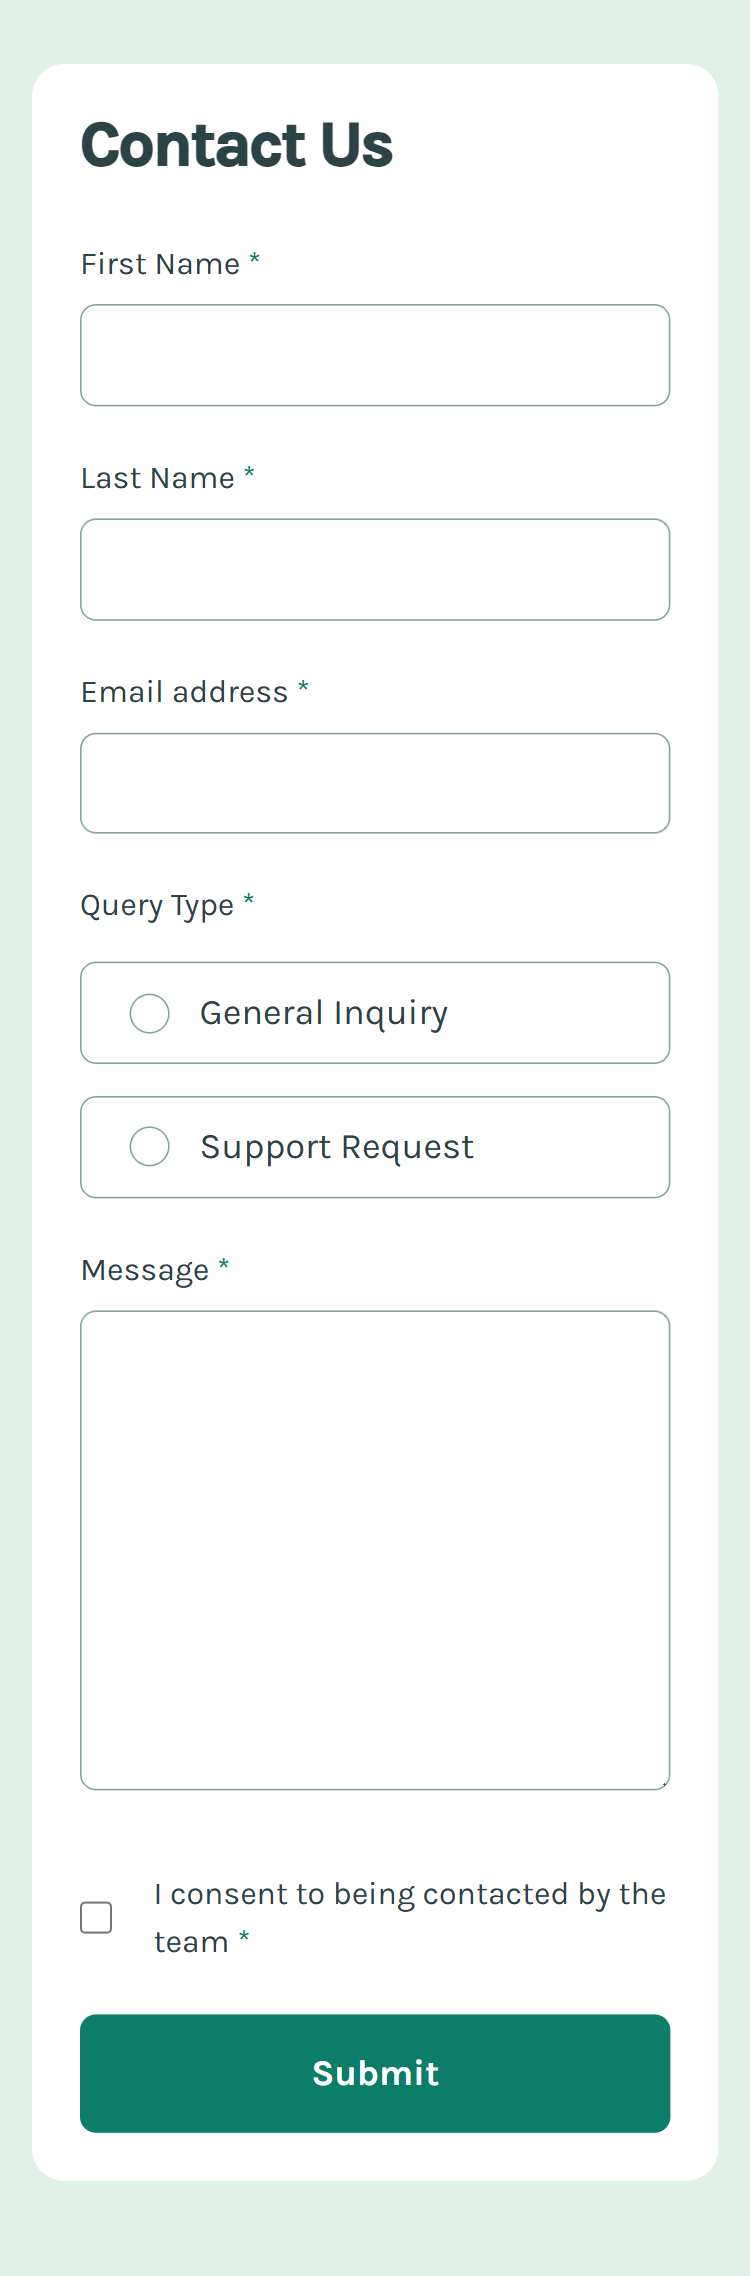 Contact Us
First Name *
Last Name *
Email address *
Query Type *
General Inquiry
Support Request
Message *
I consent to being contacted by the
team *
Submit